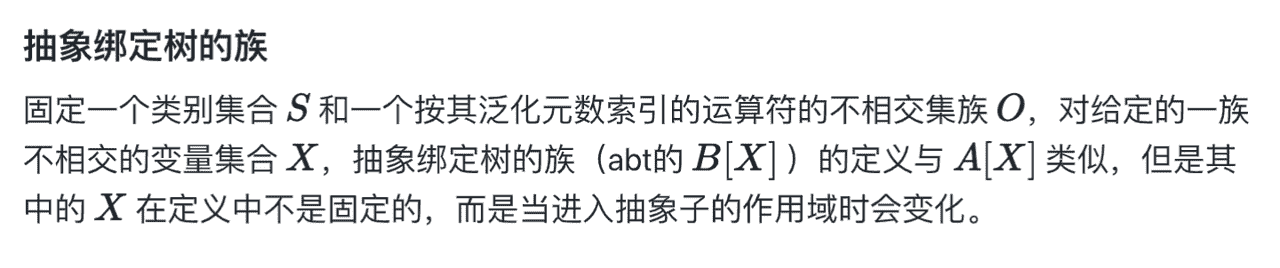 抽象绑定树的族
固定一个类别集合 S 和一个按其泛化元数索引的运算符的不相交集族 O，对给定的一族
不相交的变量集合 X，抽象绑定树的族（abt的 B[X]）的定义与 A[X] 类似，但是其
中的 X 在定义中不是固定的，而是当进入抽象子的作用域时会变化。